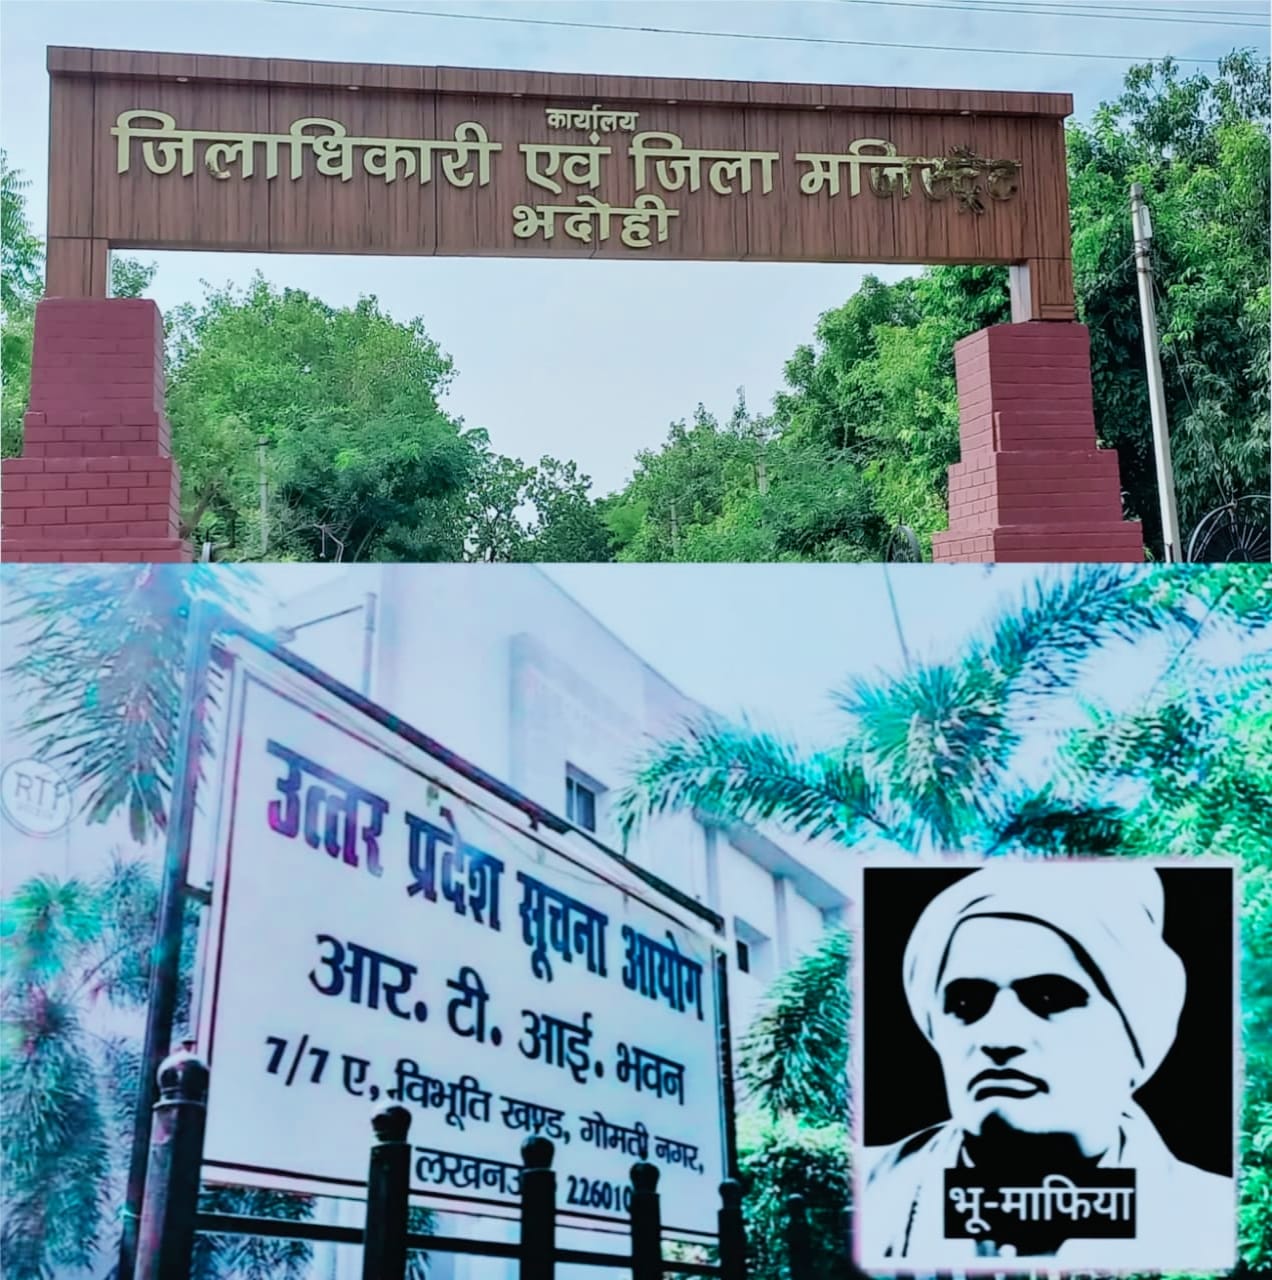 कार्यालय
जिलाधिकारी एवं जिला मजिस्ट्रेट
भदोही
RTI
उत्तर प्रदेश सूचना आयोग
आर. टी. आई. भवन
7/7 ए, विभूति खण्ड, गोमती नगर,
लखनऊ 226010
भू-माफिया